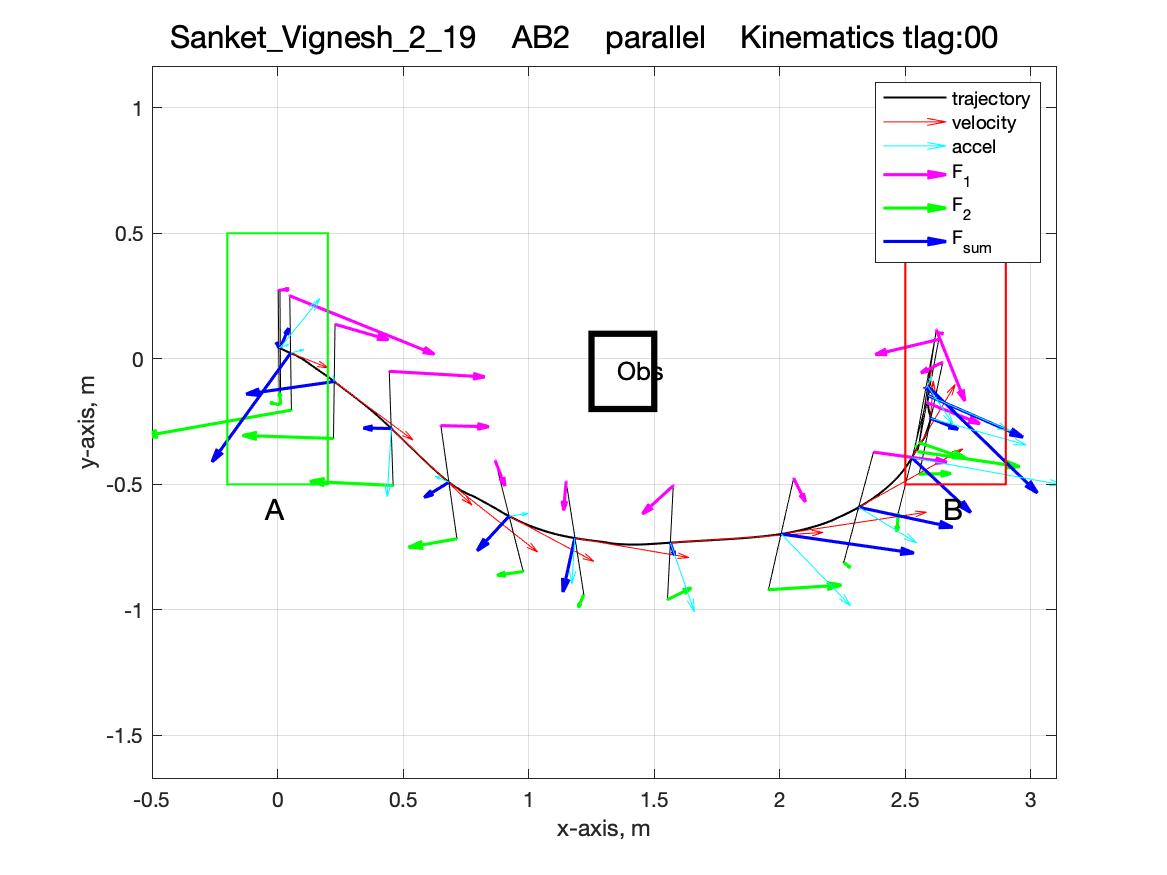 Sanket_Vignesh_2_19 AB2 parallel Kinematics tlag:00
trajectory
velocity
accel
F1
F2
Fsum
1
0.5
0
-0.5
-1
-1.5
y-axis, m
Obs
A
B
-0.5 0 0.5 1 1.5 2 2.5 3
x-axis, m